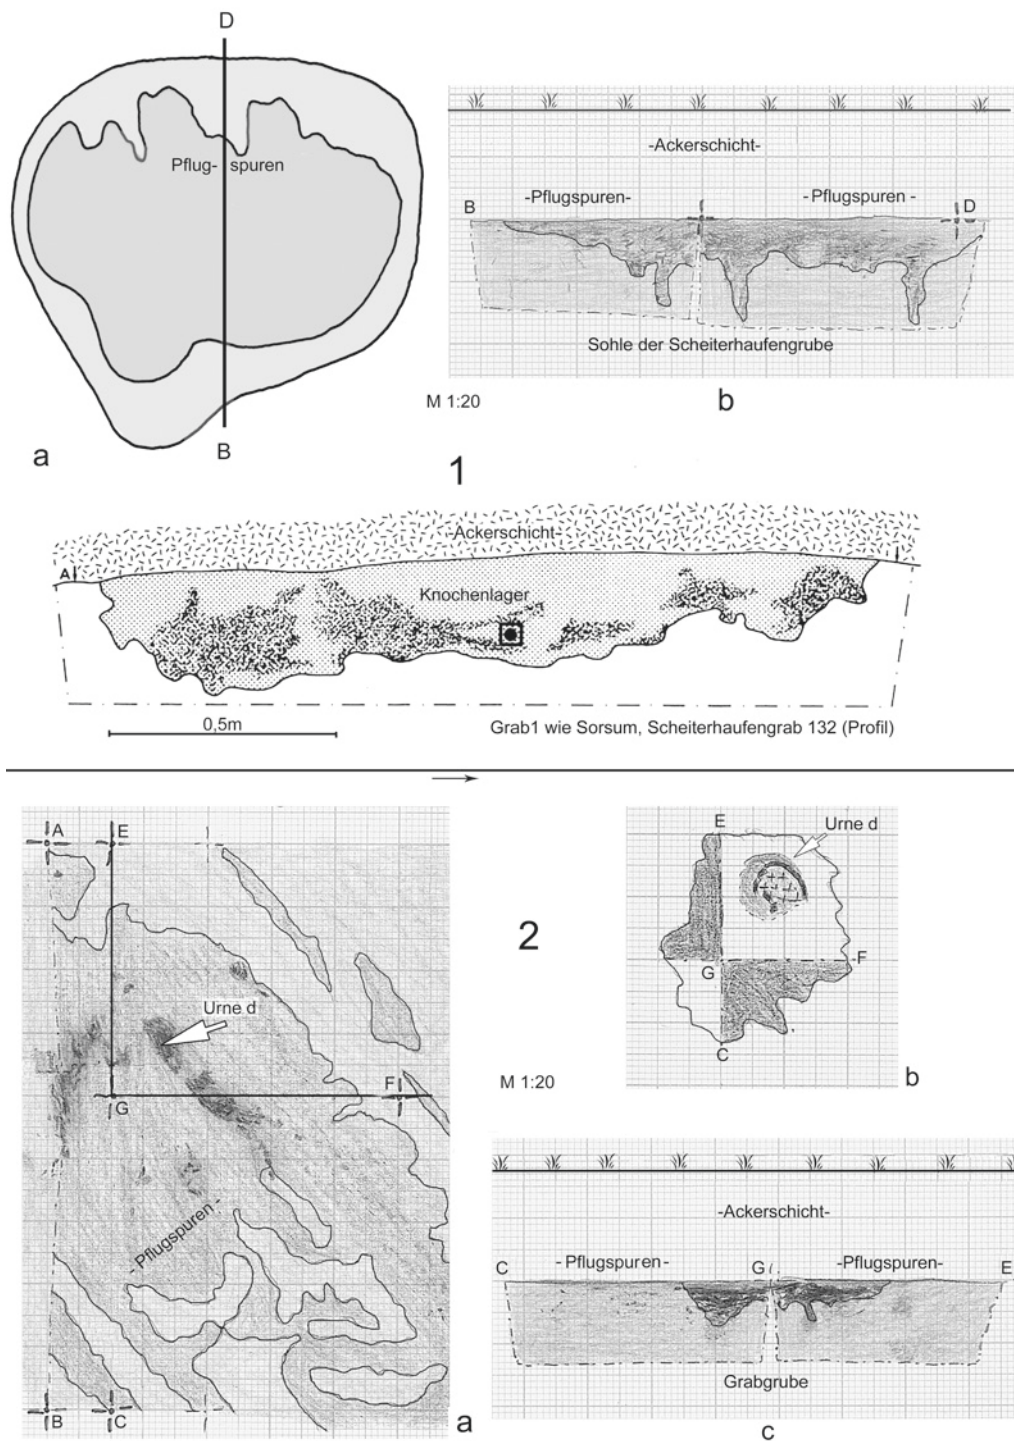 D
Pflug- spuren
B
a
-Ackerschicht-
B
-Pflugspuren-
-Pflugspuren -
D
Sohle der Scheiterhaufengrube
M 1:20
b
1
-Ackerschicht-
A
Knochenlager
0,5m
Grab1 wie Sorsum, Scheiterhaufengrab 132 (Profil)
A
E
Urne d
F
G
- Pflugspuren -
B
C
a
2
E
Urne d
F
G
C
M 1:20
b
-Ackerschicht-
C
-Pflugspuren -
G
-Pflugspuren-
E
Grabgrube
C